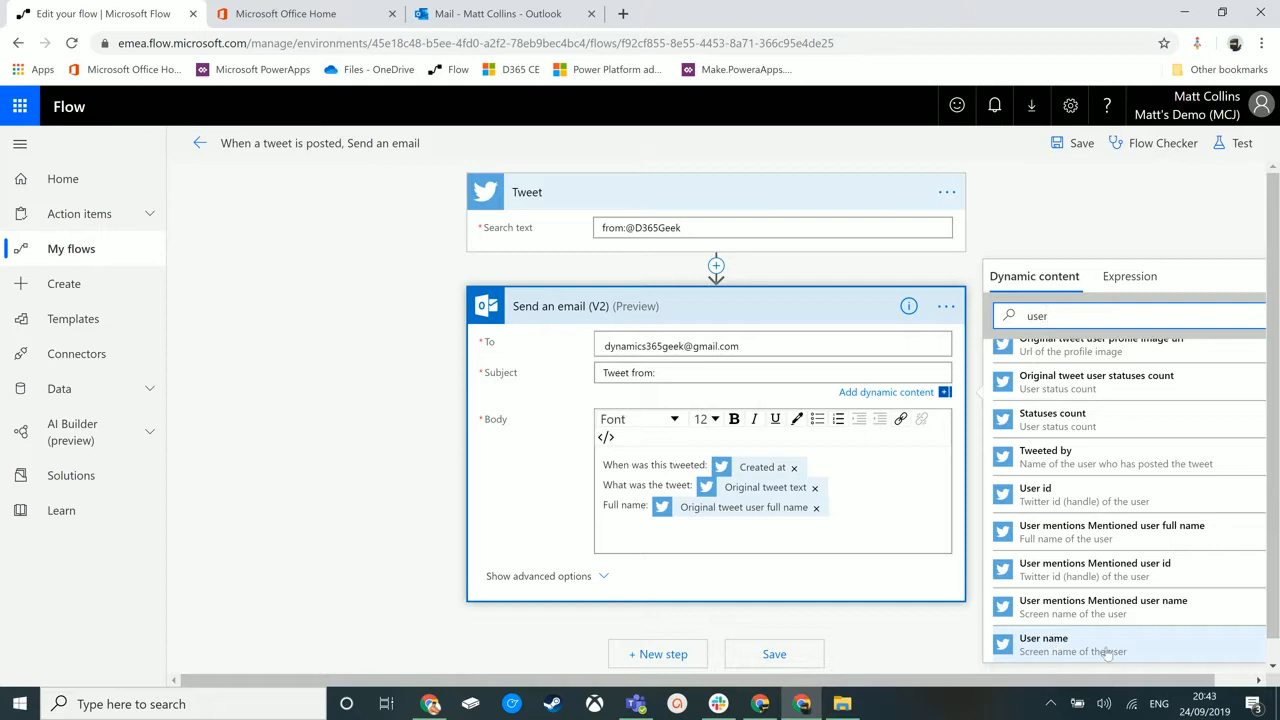 Edit your flow | Microsoft Flow
Microsoft Office Home
Mail - Matt Collins - Outlook
emea.flow.microsoft.com/manage/environments/45e18c48-b5ee-4fd0-a2f2-78eb9bec4bc4/flows/f92cf855-8e55-4453-8a71-366c95e4de25
Apps
Microsoft Office Ho...
Microsoft PowerApps
Files - OneDrive
Flow
D365 CE
Power Platform ad...
Make.PoweraApps....
Other bookmarks
Flow
Matt Collins
Matt's Demo (MCJ)
When a tweet is posted, Send an email
Save
Flow Checker
Test
Home
Action items
My flows
Create
Templates
Connectors
Data
AI Builder
(preview)
Solutions
Learn
Tweet
* Search text
from:@D365Geek
Send an email (V2) (Preview)
* To
dynamics365geek@gmail.com
* Subject
Tweet from:
Add dynamic content
* Body
Font
12
B I U
</>
When was this tweeted: Created at ×
What was the tweet: Original tweet text ×
Full name: Original tweet user full name ×
Show advanced options
+ New step
Save
Dynamic content
Expression
user
Original tweet user profile image url
Url of the profile image
Original tweet user statuses count
User status count
Statuses count
User status count
Tweeted by
Name of the user who has posted the tweet
User id
Twitter id (handle) of the user
User mentions Mentioned user full name
Full name of the user
User mentions Mentioned user id
Twitter id (handle) of the user
User mentions Mentioned user name
Screen name of the user
User name
Screen name of the user
Type here to search
ENG
20:43
24/09/2019
3